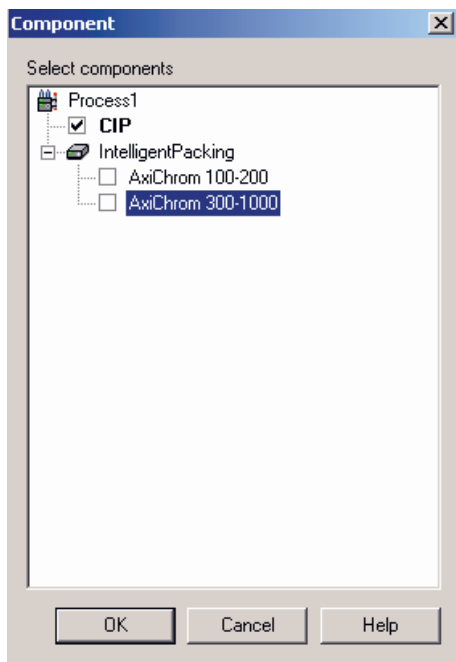 Component
Select components
Process1
CIP
IntelligentPacking
AxiChrom 100-200
AxiChrom 300-1000
OK Cancel Help